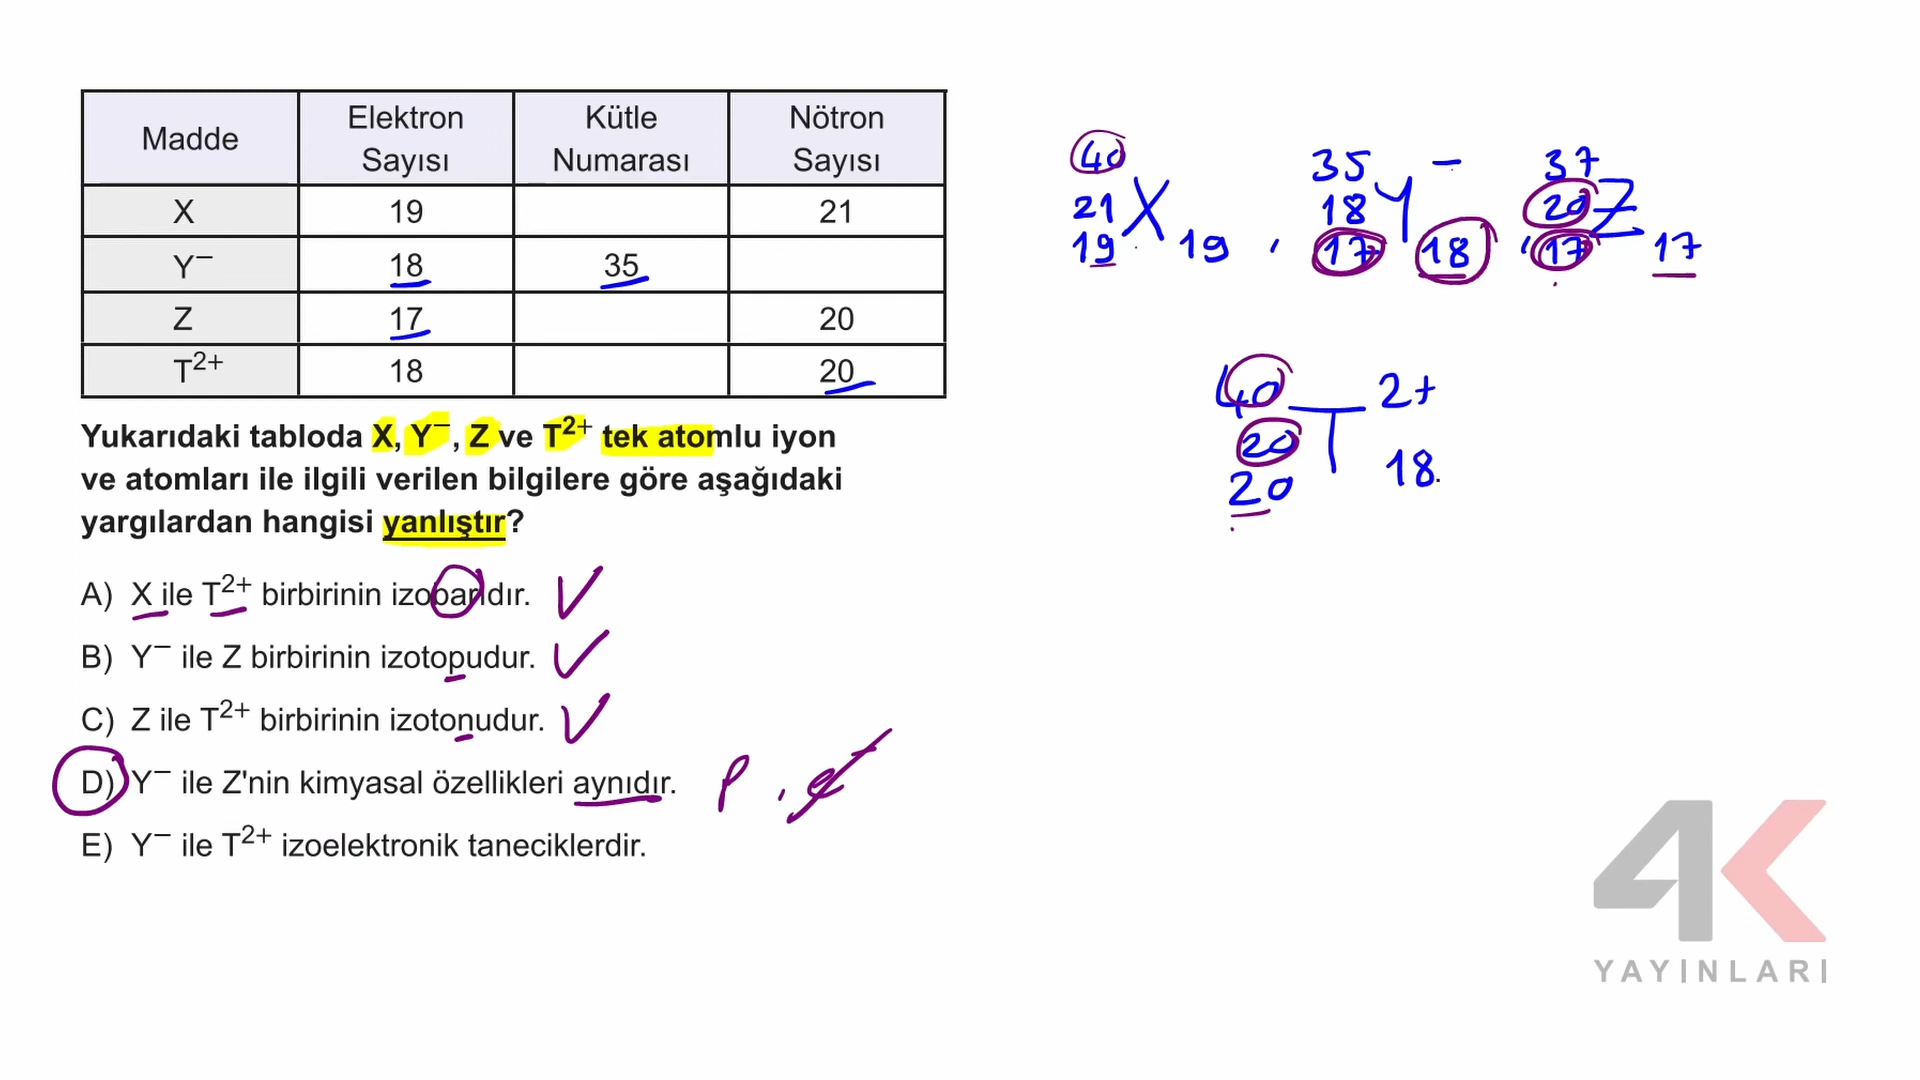 Madde Elektron Sayısı Kütle Numarası Nötron Sayısı
X 19 21
Y⁻ 18 35
Z 17 20
T²⁺ 18 20
Yukarıdaki tabloda X, Y⁻, Z ve T²⁺ tek atomlu iyon
ve atomları ile ilgili verilen bilgilere göre aşağıdaki
yargılardan hangisi yanlıştır?
A) X ile T²⁺ birbirinin izobarıdır.
B) Y⁻ ile Z birbirinin izotopudur.
C) Z ile T²⁺ birbirinin izotonudur.
D) Y⁻ ile Z'nin kimyasal özellikleri aynıdır.
E) Y⁻ ile T²⁺ izoelektronik taneciklerdir.
p , e⁻
40 35 – 37
21 X 18 Y 20 Z
19 19 , 17 18 , 17 17
40 T 2+
20
20 18
4K
YAYINLARI